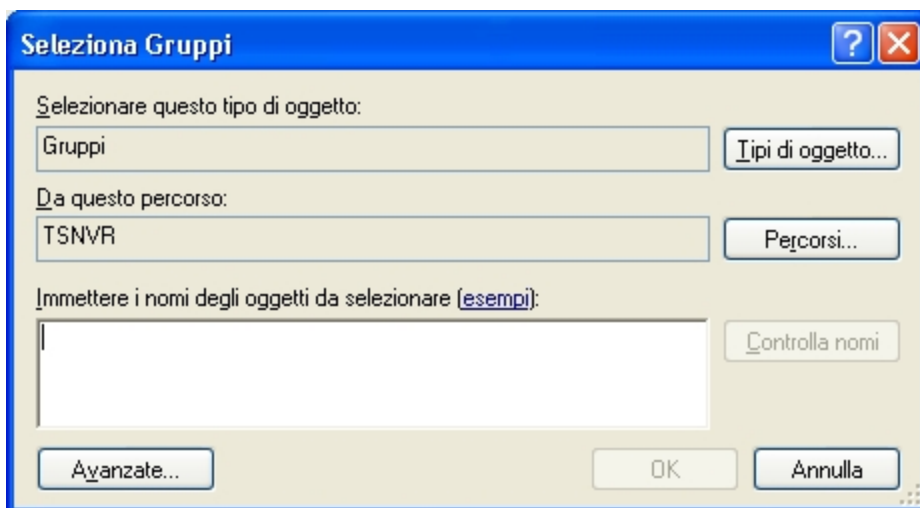 Seleziona Gruppi
Selezionare questo tipo di oggetto:
Gruppi
Tipi di oggetto...
Da questo percorso:
TSNVR
Percorsi...
Immettere i nomi degli oggetti da selezionare (esempi):
Controlla nomi
Avanzate...
OK
Annulla